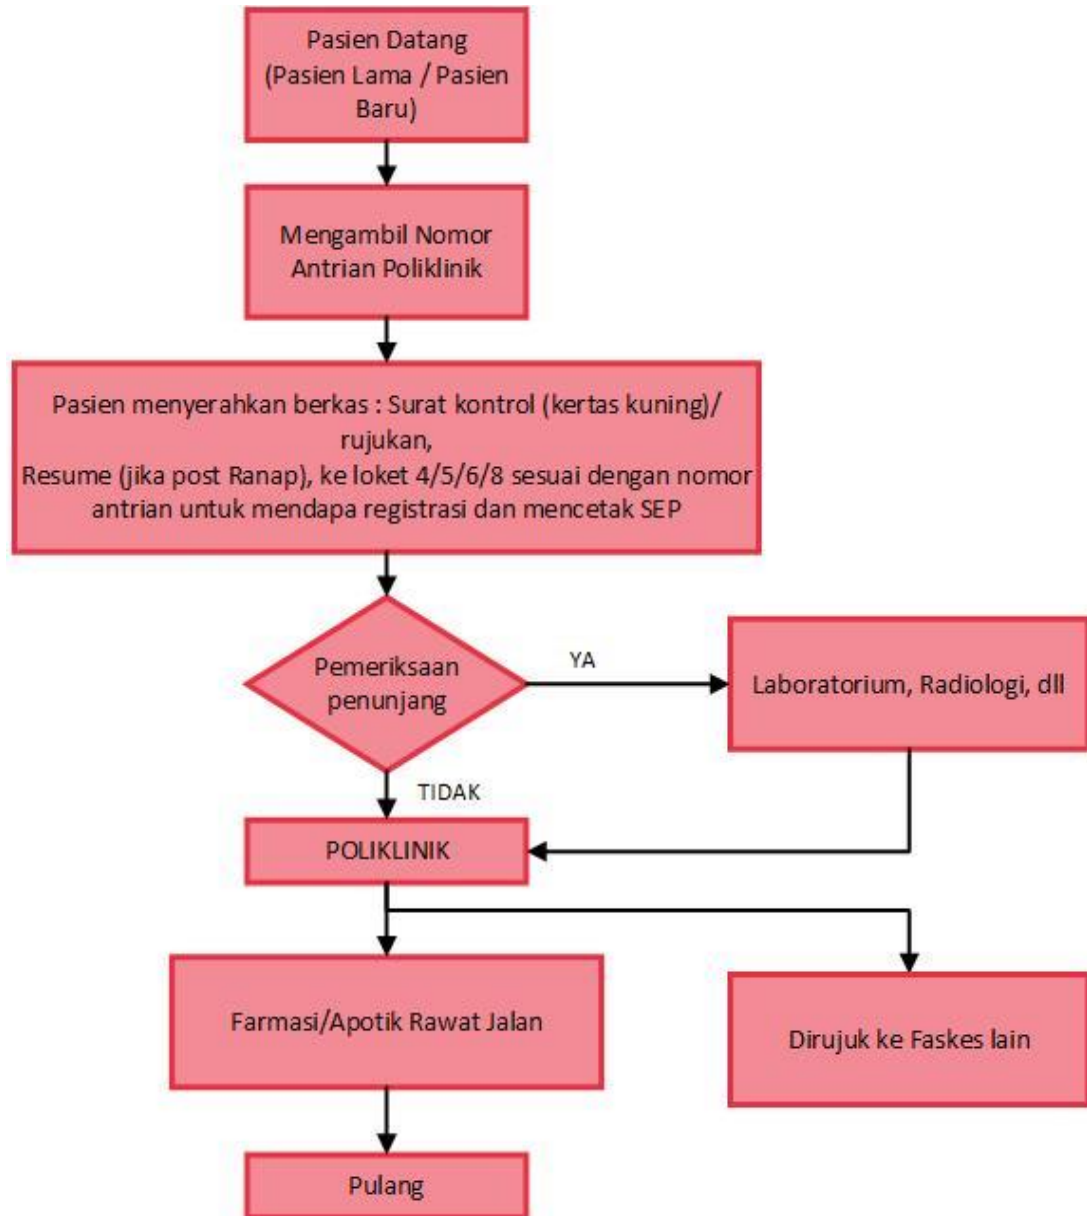 Pasien Datang
(Pasien Lama / Pasien
Baru)
Mengambil Nomor
Antrian Poliklinik
Pasien menyerahkan berkas : Surat kontrol (kertas kuning)/
rujukan,
Resume (jika post Ranap), ke loket 4/5/6/8 sesuai dengan nomor
antrian untuk mendapa registrasi dan mencetak SEP
Pemeriksaan
penunjang
YA
Laboratorium, Radiologi, dll
TIDAK
POLIKLINIK
Farmasi/Apotik Rawat Jalan
Dirujuk ke Faskes lain
Pulang